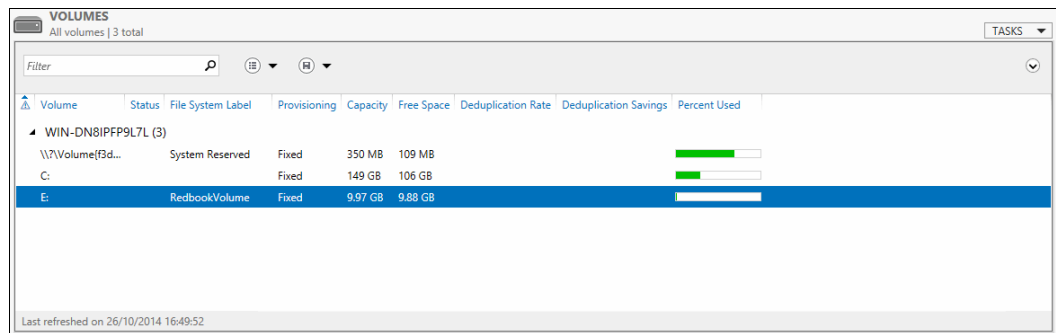 VOLUMES
All volumes | 3 total
TASKS
Filter
Volume Status File System Label Provisioning Capacity Free Space Deduplication Rate Deduplication Savings Percent Used
WIN-DN8IPFP9L7L (3)
\\?\Volume{f3d... System Reserved Fixed 350 MB 109 MB
C: Fixed 149 GB 106 GB
E: RedbookVolume Fixed 9.97 GB 9.88 GB
Last refreshed on 26/10/2014 16:49:52